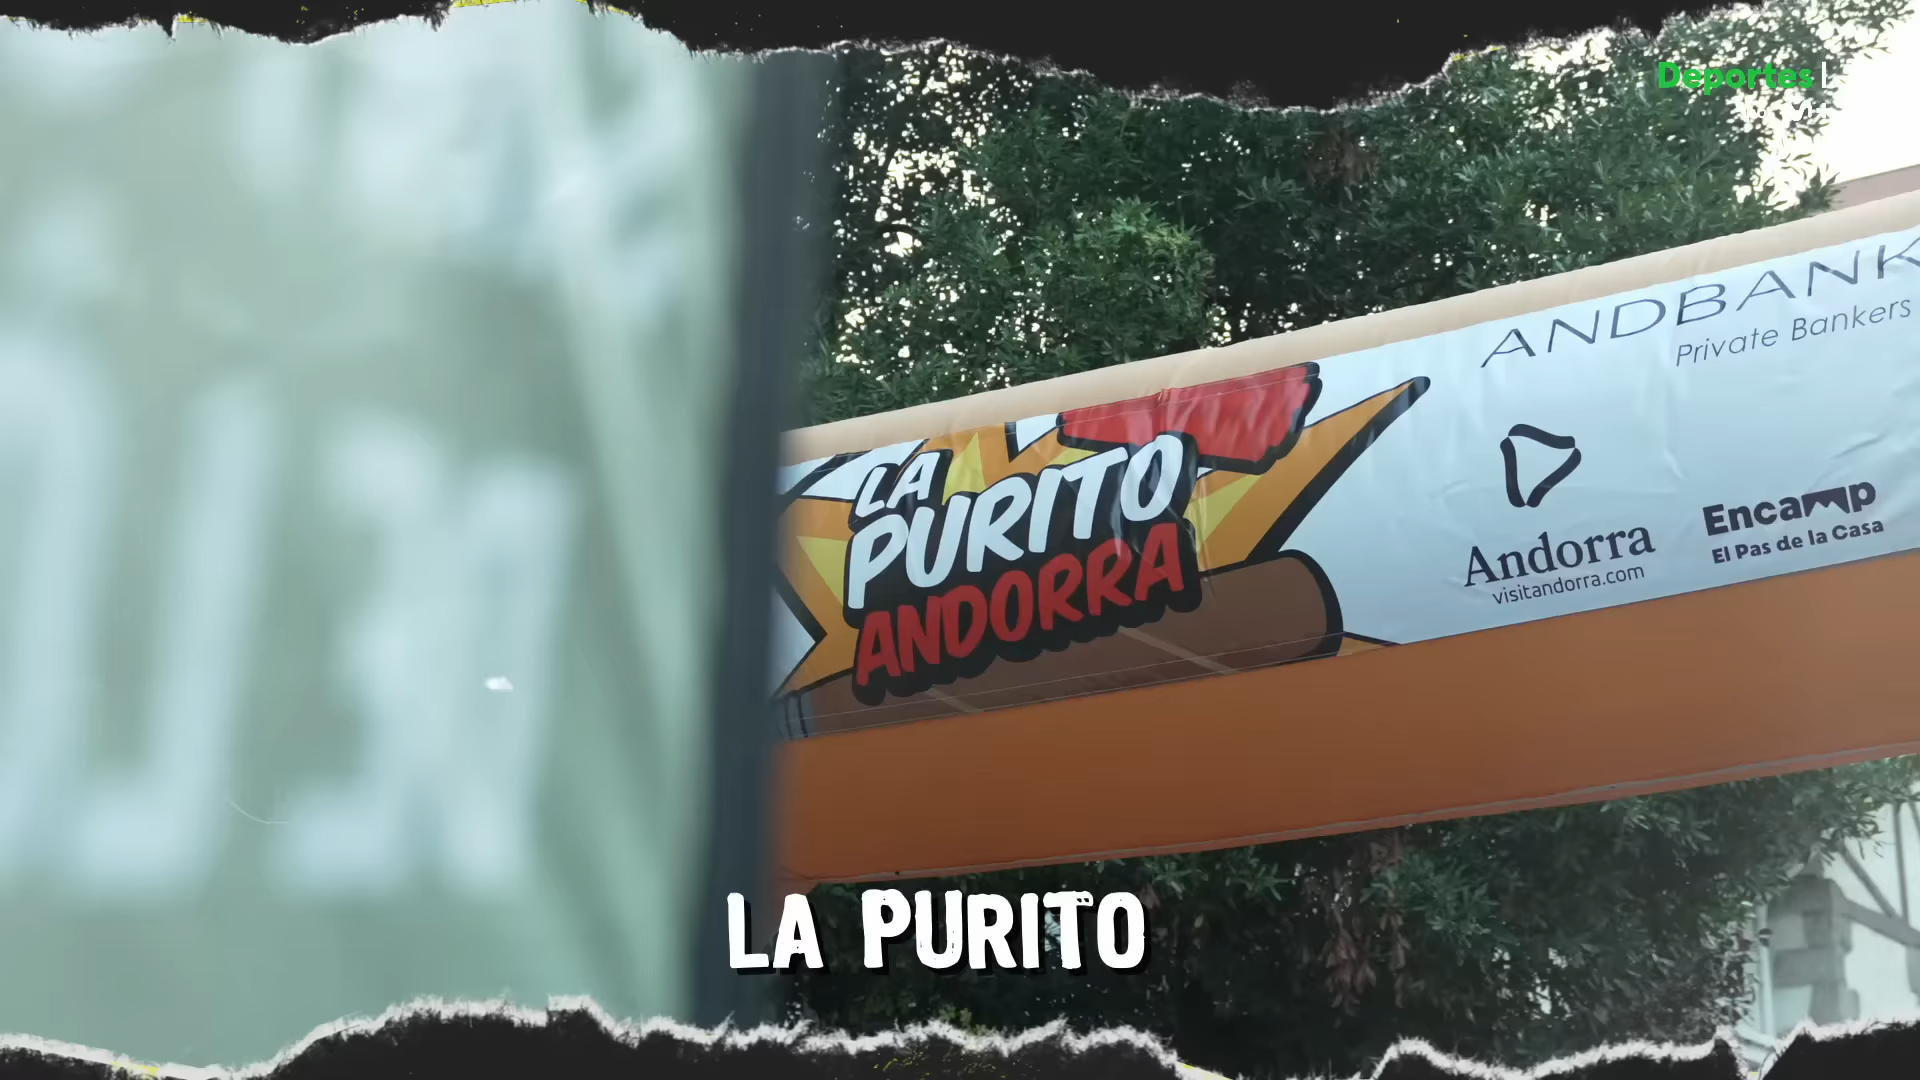 Deportes
ANDBANK
Private Bankers
LA
PURITO
ANDORRA
Andorra
visitandorra.com
Encamp
El Pas de la Casa
LA PURITO